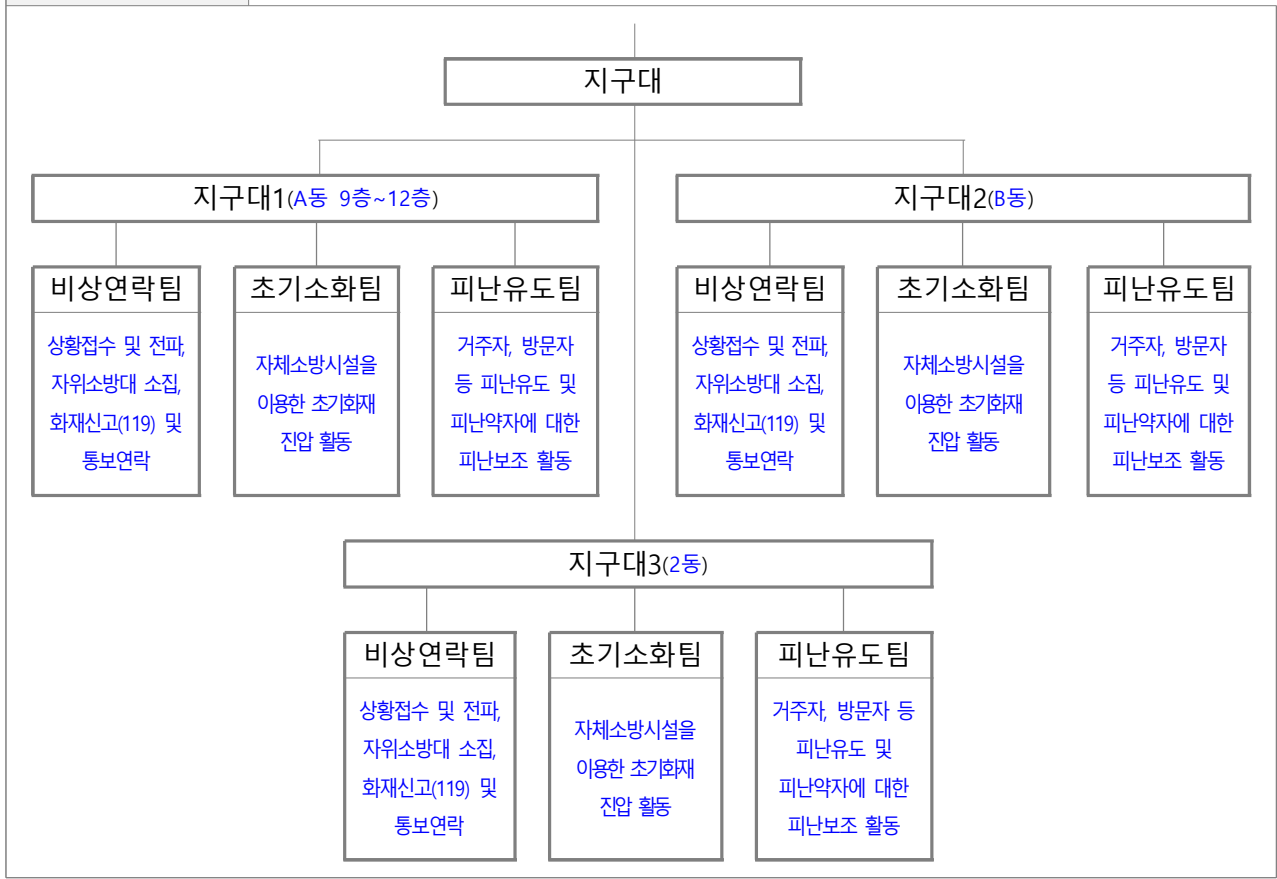 지구대
지구대1(A동 9층~12층)
비상연락팀
상황접수 및 전파,
자위소방대 소집,
화재신고(119) 및
통보연락
초기소화팀
자체소방시설을
이용한 초기화재
진압 활동
피난유도팀
거주자, 방문자
등 피난유도 및
피난약자에 대한
피난보조 활동
지구대2(B동)
비상연락팀
상황접수 및 전파,
자위소방대 소집,
화재신고(119) 및
통보연락
초기소화팀
자체소방시설을
이용한 초기화재
진압 활동
피난유도팀
거주자, 방문자
등 피난유도 및
피난약자에 대한
피난보조 활동
지구대3(2동)
비상연락팀
상황접수 및 전파,
자위소방대 소집,
화재신고(119) 및
통보연락
초기소화팀
자체소방시설을
이용한 초기화재
진압 활동
피난유도팀
거주자, 방문자 등
피난유도 및
피난약자에 대한
피난보조 활동